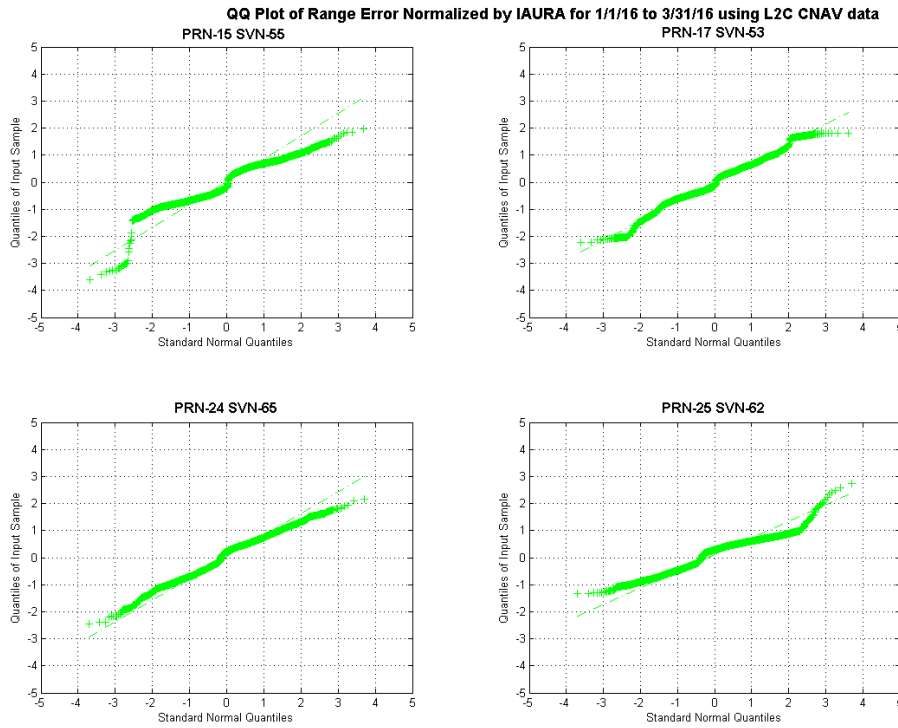 QQ Plot of Range Error Normalized by IAURA for 1/1/16 to 3/31/16 using L2C CNAV data
PRN-15 SVN-55
5
4
3
2
1
0
-1
-2
-3
-4
-5
Quantiles of Input Sample
-5 -4 -3 -2 -1 0 1 2 3 4 5
Standard Normal Quantiles
PRN-17 SVN-53
5
4
3
2
1
0
-1
-2
-3
-4
-5
Quantiles of Input Sample
-5 -4 -3 -2 -1 0 1 2 3 4 5
Standard Normal Quantiles
PRN-24 SVN-65
5
4
3
2
1
0
-1
-2
-3
-4
-5
Quantiles of Input Sample
-5 -4 -3 -2 -1 0 1 2 3 4 5
Standard Normal Quantiles
PRN-25 SVN-62
5
4
3
2
1
0
-1
-2
-3
-4
-5
Quantiles of Input Sample
-5 -4 -3 -2 -1 0 1 2 3 4 5
Standard Normal Quantiles